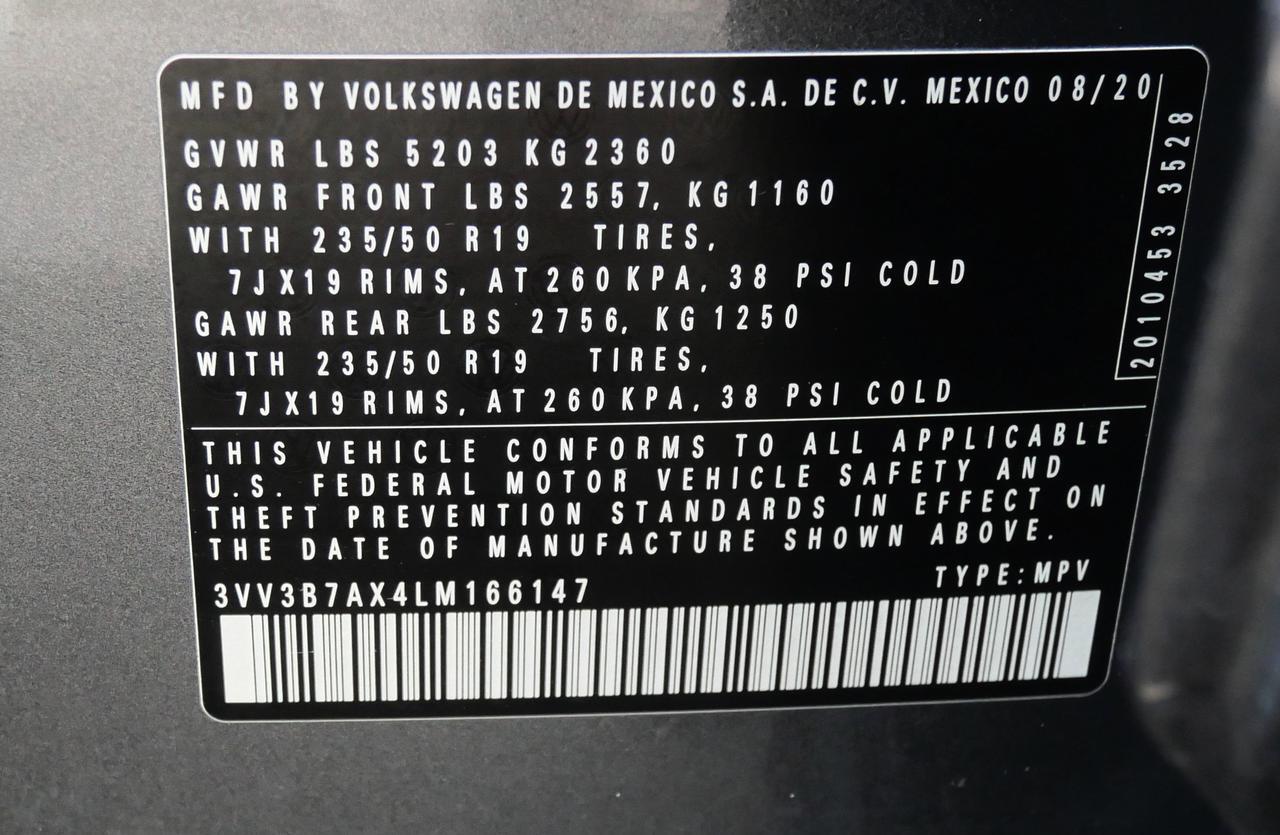 MFD BY VOLKSWAGEN DE MEXICO S.A. DE C.V. MEXICO 08/20
GVWR LBS 5203 KG 2360
GAWR FRONT LBS 2557, KG 1160
WITH 235/50 R19 TIRES,
7JX19 RIMS, AT 260 KPA, 38 PSI COLD
GAWR REAR LBS 2756, KG 1250
WITH 235/50 R19 TIRES,
7JX19 RIMS, AT 260 KPA, 38 PSI COLD
2010453 3528
THIS VEHICLE CONFORMS TO ALL APPLICABLE
U.S. FEDERAL MOTOR VEHICLE SAFETY AND
THEFT PREVENTION STANDARDS IN EFFECT ON
THE DATE OF MANUFACTURE SHOWN ABOVE.
3VV3B7AX4LM166147 TYPE:MPV